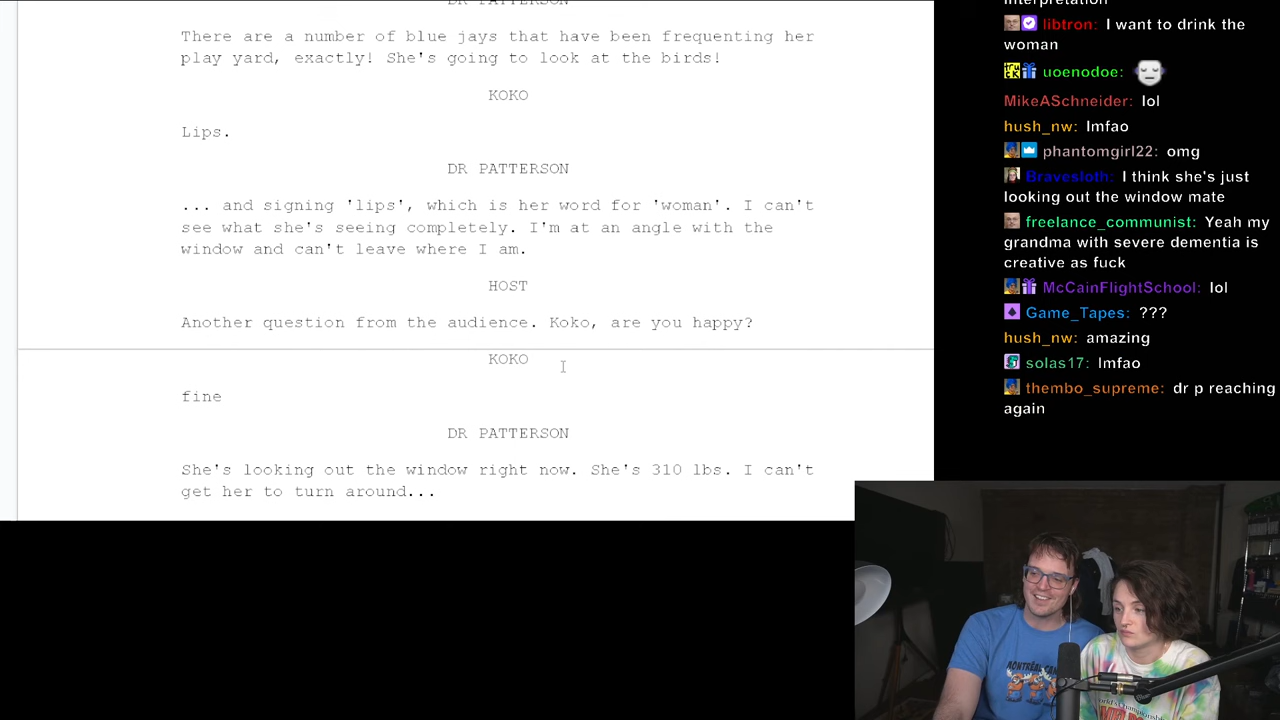 DR PATTERSON
There are a number of blue jays that have been frequenting her
play yard, exactly! She's going to look at the birds!
KOKO
Lips.
DR PATTERSON
... and signing 'lips', which is her word for 'woman'. I can't
see what she's seeing completely. I'm at an angle with the
window and can't leave where I am.
HOST
Another question from the audience. Koko, are you happy?
KOKO
fine
DR PATTERSON
She's looking out the window right now. She's 310 lbs. I can't
get her to turn around...
interpretation
libtron: I want to drink the
woman
uoenodoe:
MikeASchneider: lol
hush_nw: lmfao
phantomgirl22: omg
Bravesloth: I think she's just
looking out the window mate
freelance_communist: Yeah my
grandma with severe dementia is
creative as fuck
McCainFlightSchool: lol
Game_Tapes: ???
hush_nw: amazing
solas17: lmfao
thembo_supreme: dr p reaching
again
MONTRÉAL